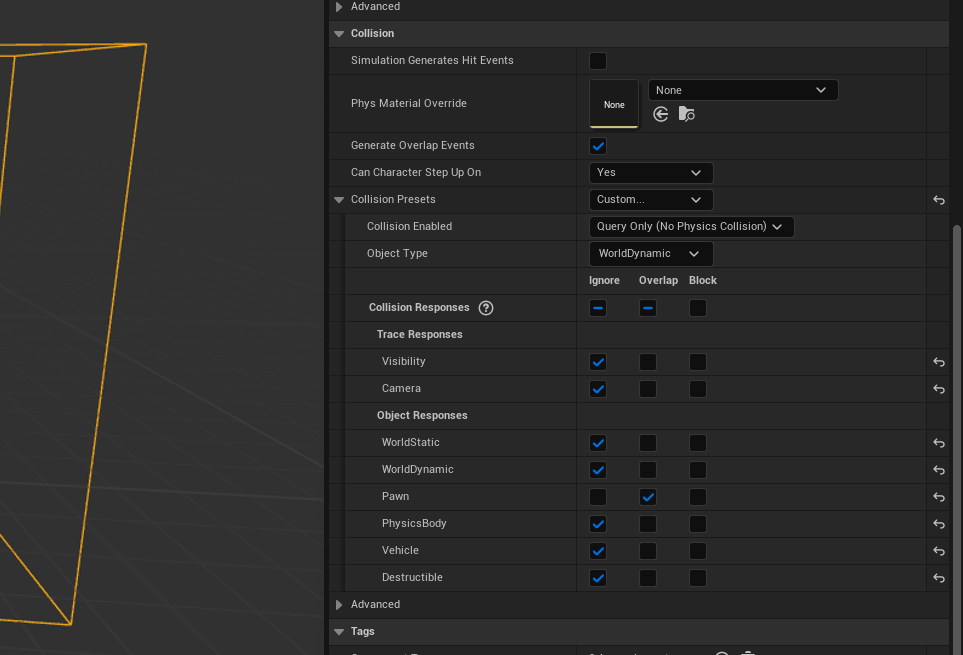 Advanced
Collision
Simulation Generates Hit Events
Phys Material Override
None
None
Generate Overlap Events
Can Character Step Up On
Yes
Collision Presets
Custom...
Collision Enabled
Query Only (No Physics Collision)
Object Type
WorldDynamic
Ignore Overlap Block
Collision Responses ?
Trace Responses
Visibility
Camera
Object Responses
WorldStatic
WorldDynamic
Pawn
PhysicsBody
Vehicle
Destructible
Advanced
Tags